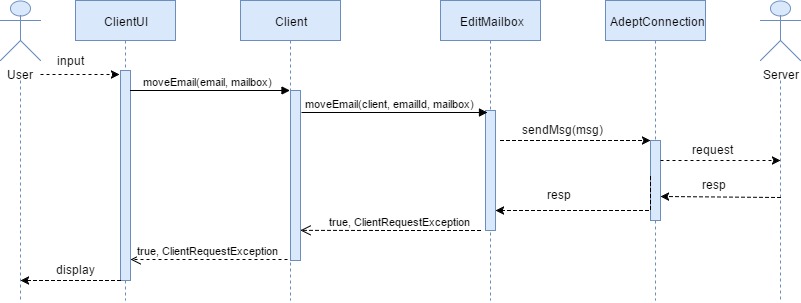 ClientUI
Client
EditMailbox
AdeptConnection
User
Server
input
moveEmail(email, mailbox)
moveEmail(client, emailId, mailbox)
sendMsg(msg)
request
resp
resp
true, ClientRequestException
true, ClientRequestException
display